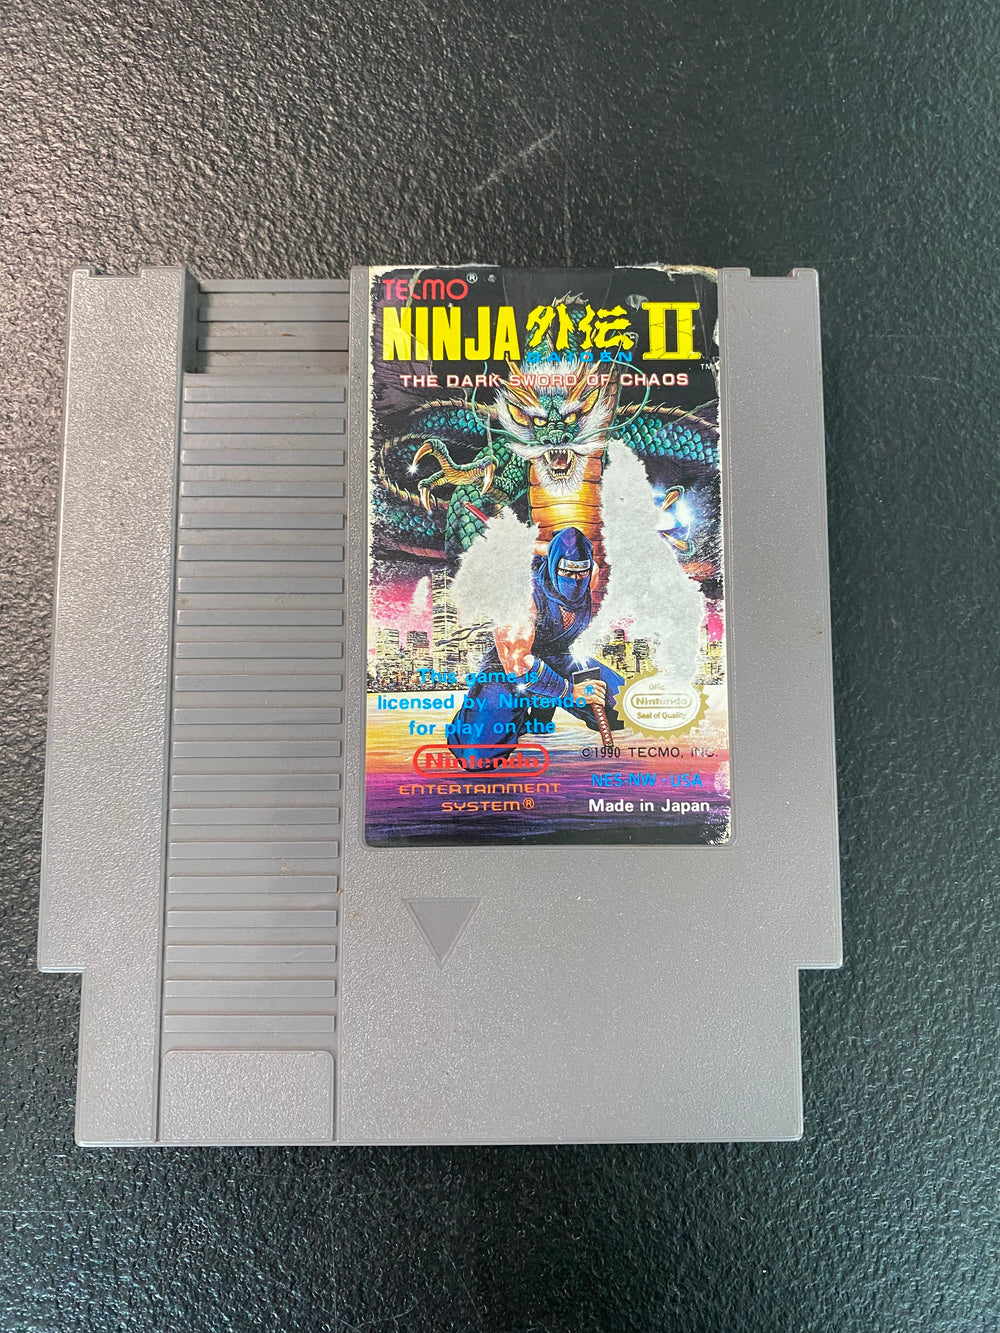 TECMO®
NINJA 外伝 II
GAIDEN
TM
THE DARK SWORD OF CHAOS
This game is
licensed by Nintendo®
for play on the
Nintendo
ENTERTAINMENT
SYSTEM®
Nintendo
Seal of Quality
©1990 TECMO, INC.
NES-NW-USA
Made in Japan